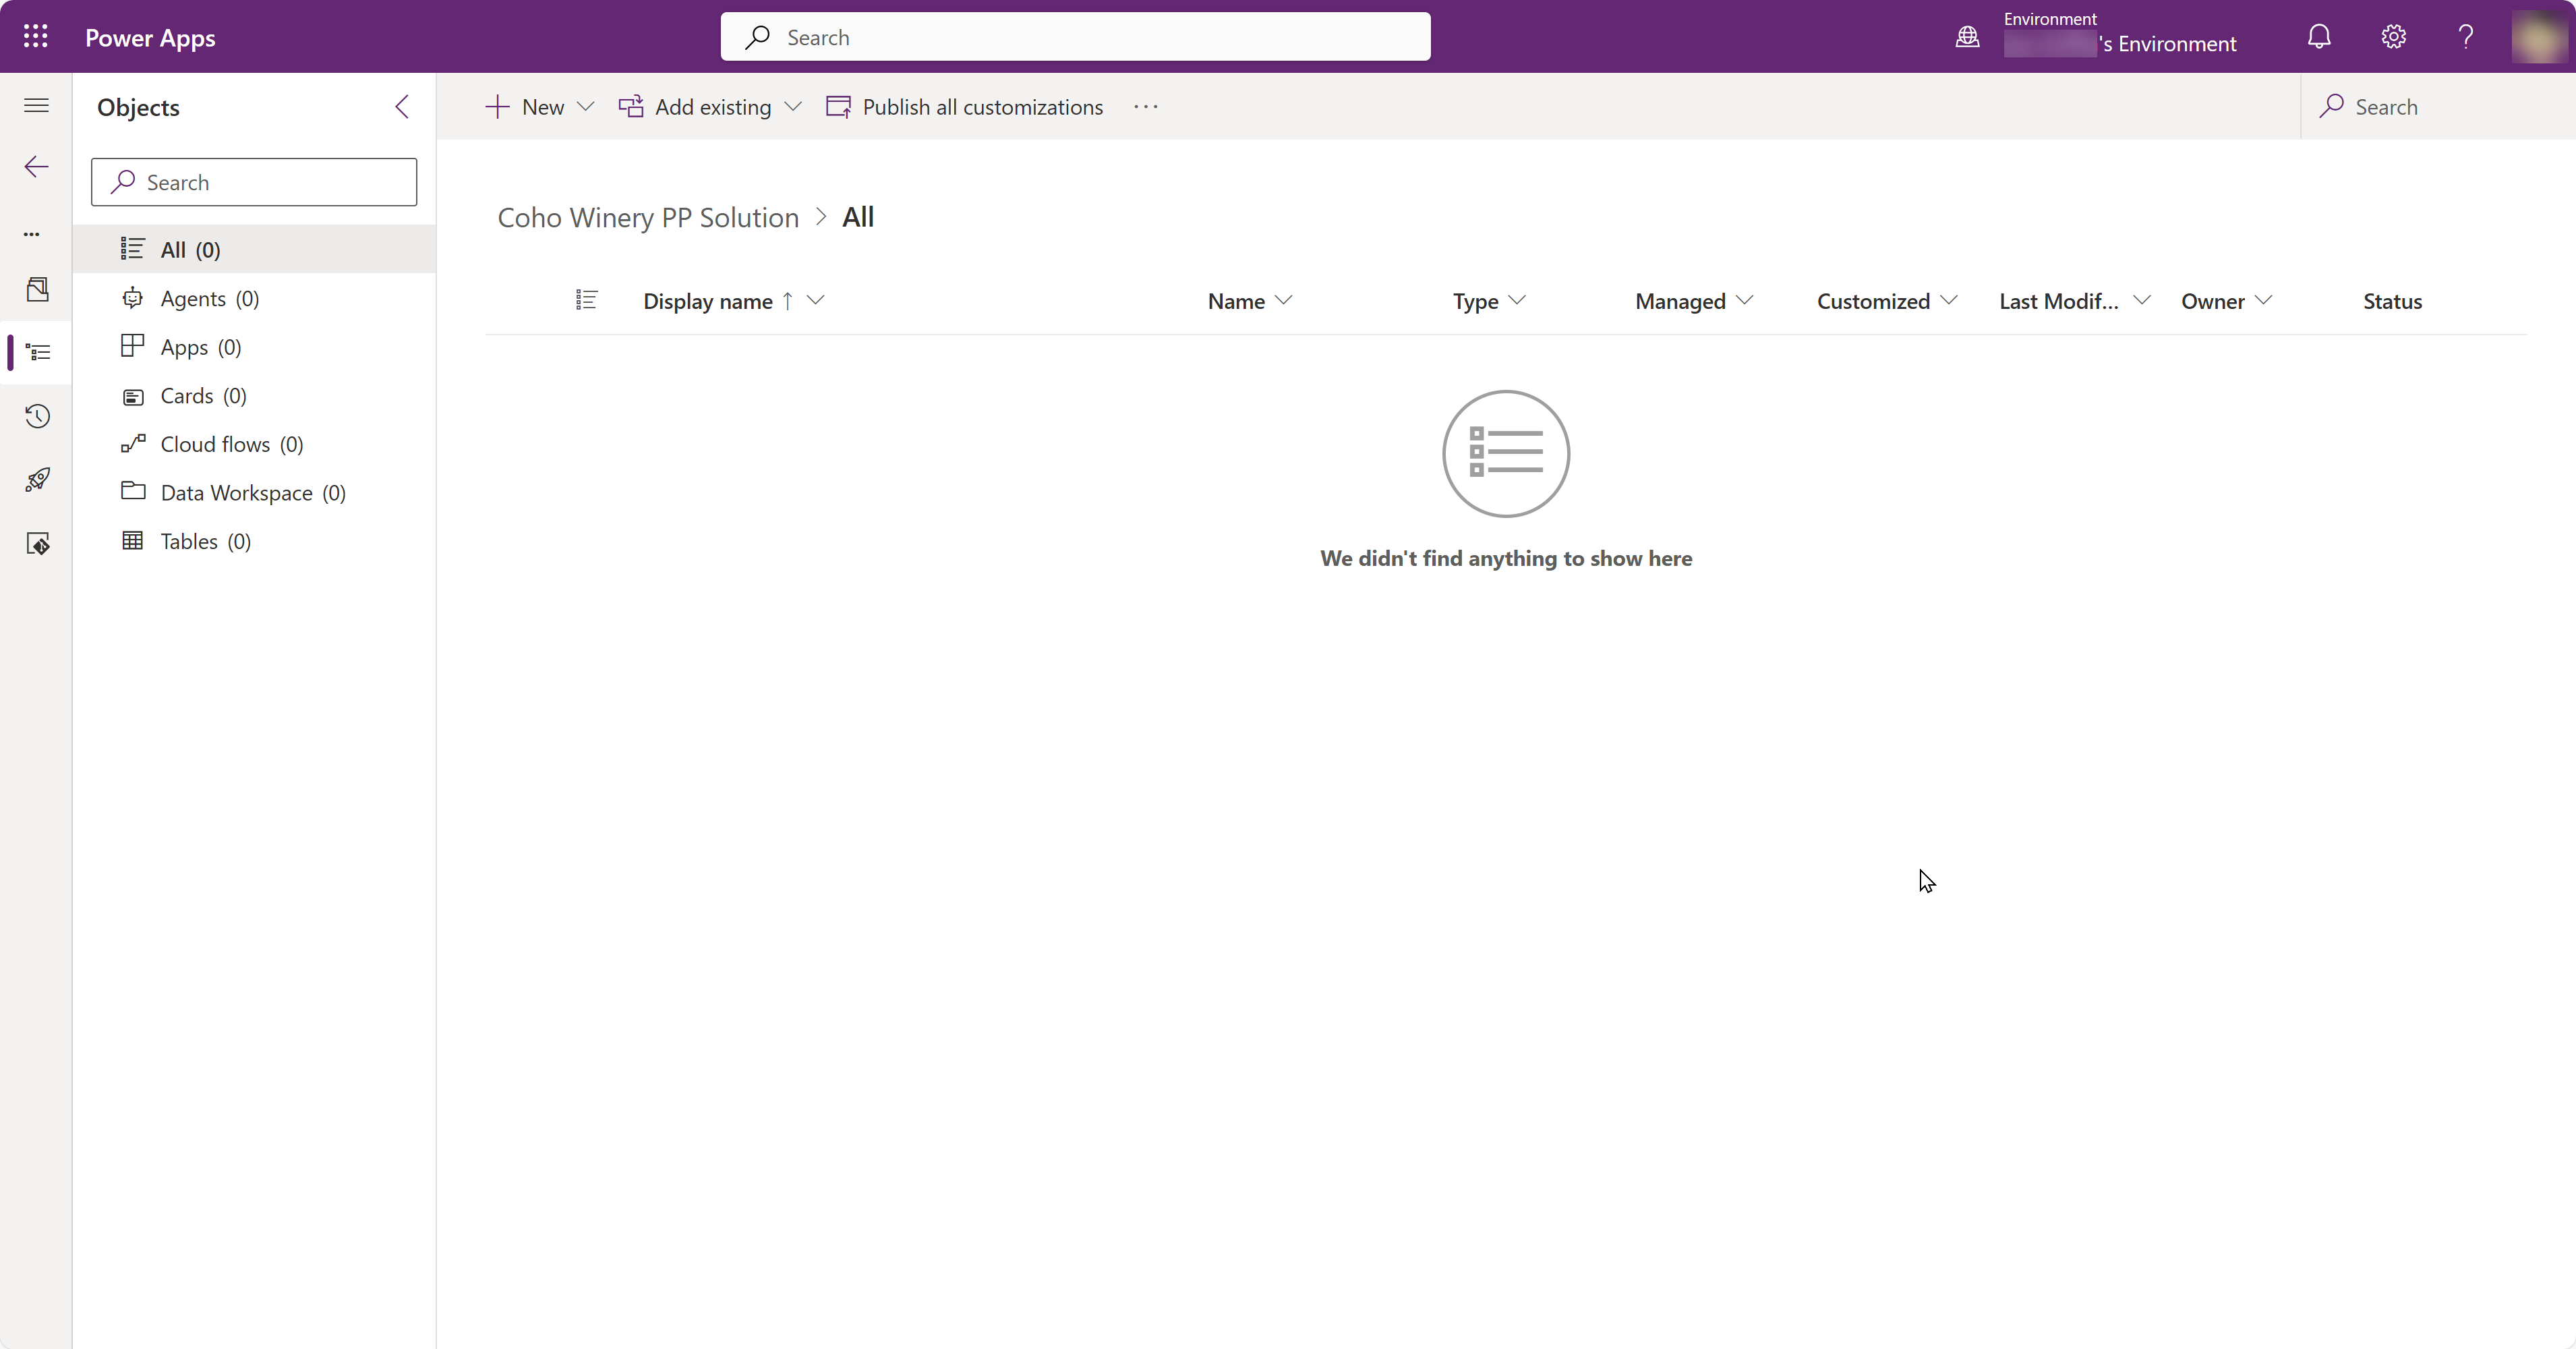 Power Apps
Search
Environment
's Environment
Objects
Search
All (0)
Agents (0)
Apps (0)
Cards (0)
Cloud flows (0)
Data Workspace (0)
Tables (0)
New
Add existing
Publish all customizations
Search
Coho Winery PP Solution > All
Display name ↑ Name Type Managed Customized Last Modif... Owner Status
We didn't find anything to show here